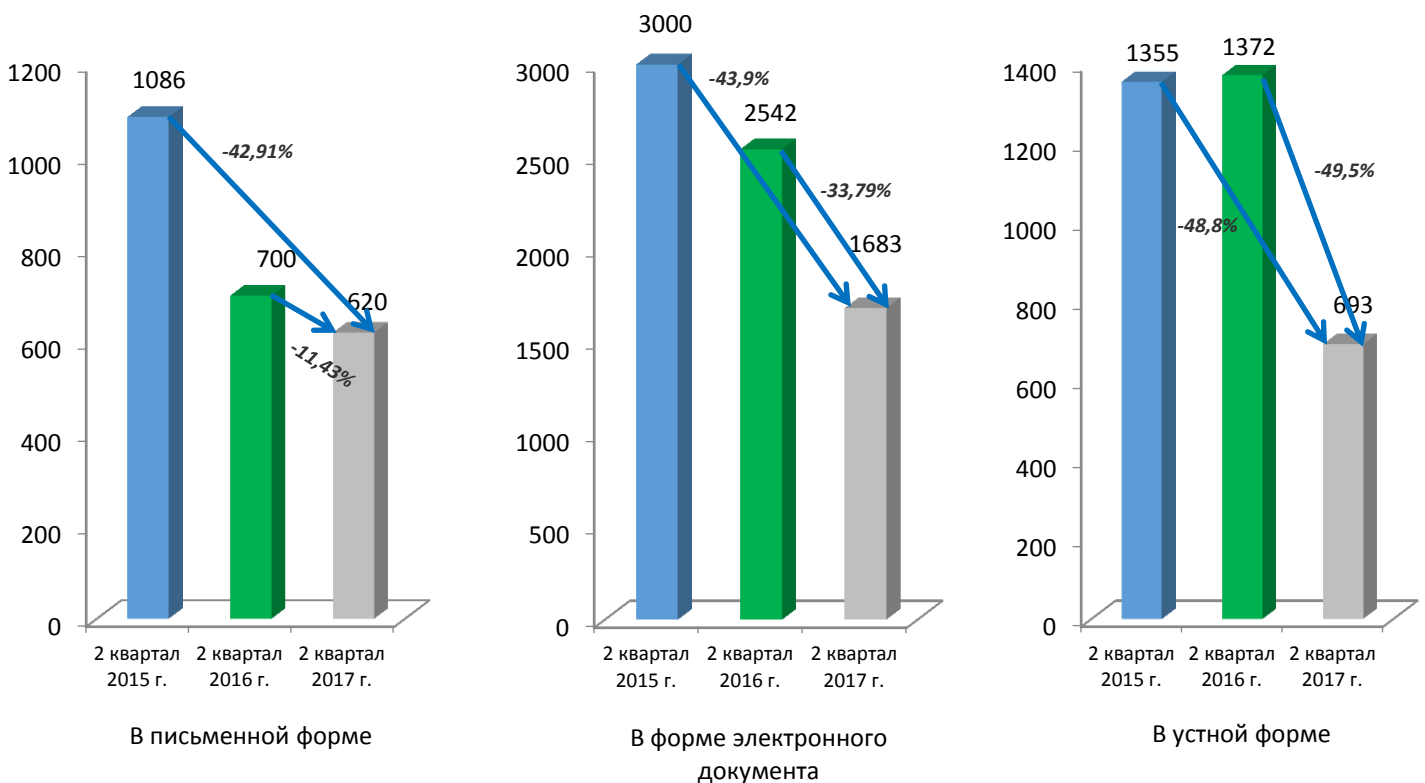 1200
1000
800
600
400
200
0
1086
700
620
-42,91%
-11,43%
2 квартал
2015 г.
2 квартал
2016 г.
2 квартал
2017 г.
В письменной форме
3000
2500
2000
1500
1000
500
0
3000
2542
1683
-43,9%
-33,79%
2 квартал
2015 г.
2 квартал
2016 г.
2 квартал
2017 г.
В форме электронного
документа
1400
1200
1000
800
600
400
200
0
1355
1372
693
-48,8%
-49,5%
2 квартал
2015 г.
2 квартал
2016 г.
2 квартал
2017 г.
В устной форме